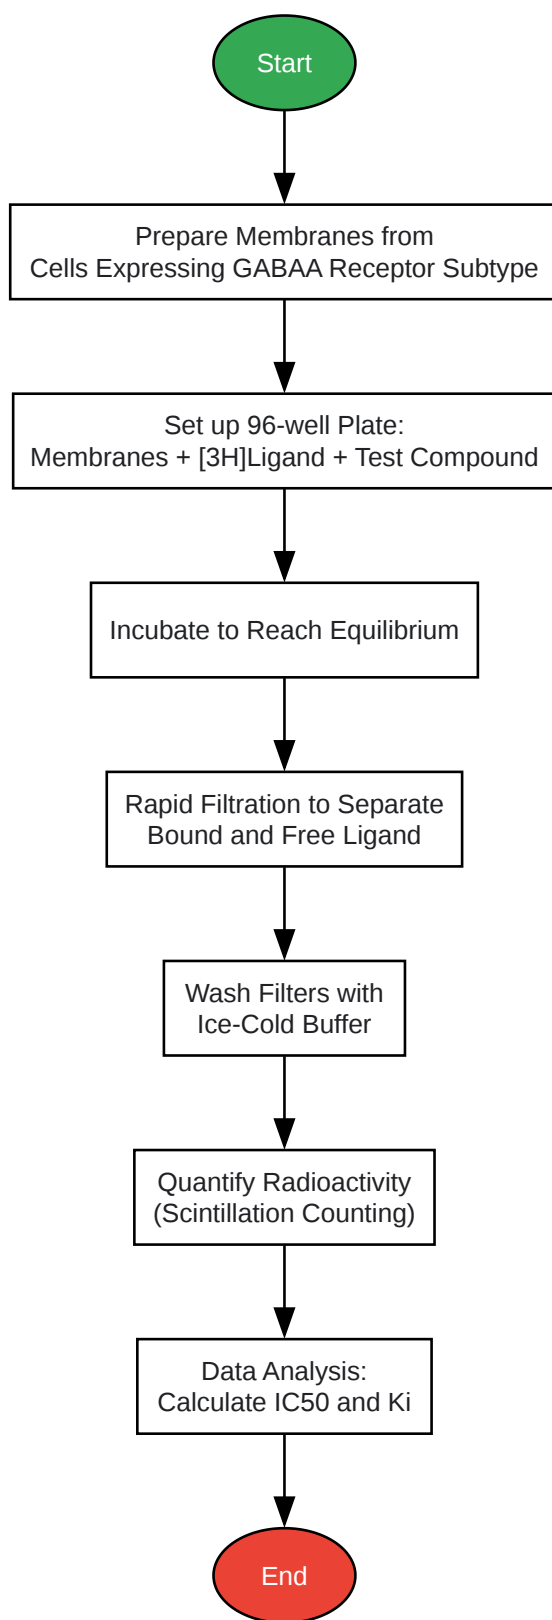 Start
Prepare Membranes from
Cells Expressing GABAA Receptor Subtype
Set up 96-well Plate:
Membranes + [3H]Ligand + Test Compound
Incubate to Reach Equilibrium
Rapid Filtration to Separate
Bound and Free Ligand
Wash Filters with
Ice-Cold Buffer
Quantify Radioactivity
(Scintillation Counting)
Data Analysis:
Calculate IC50 and Ki
End